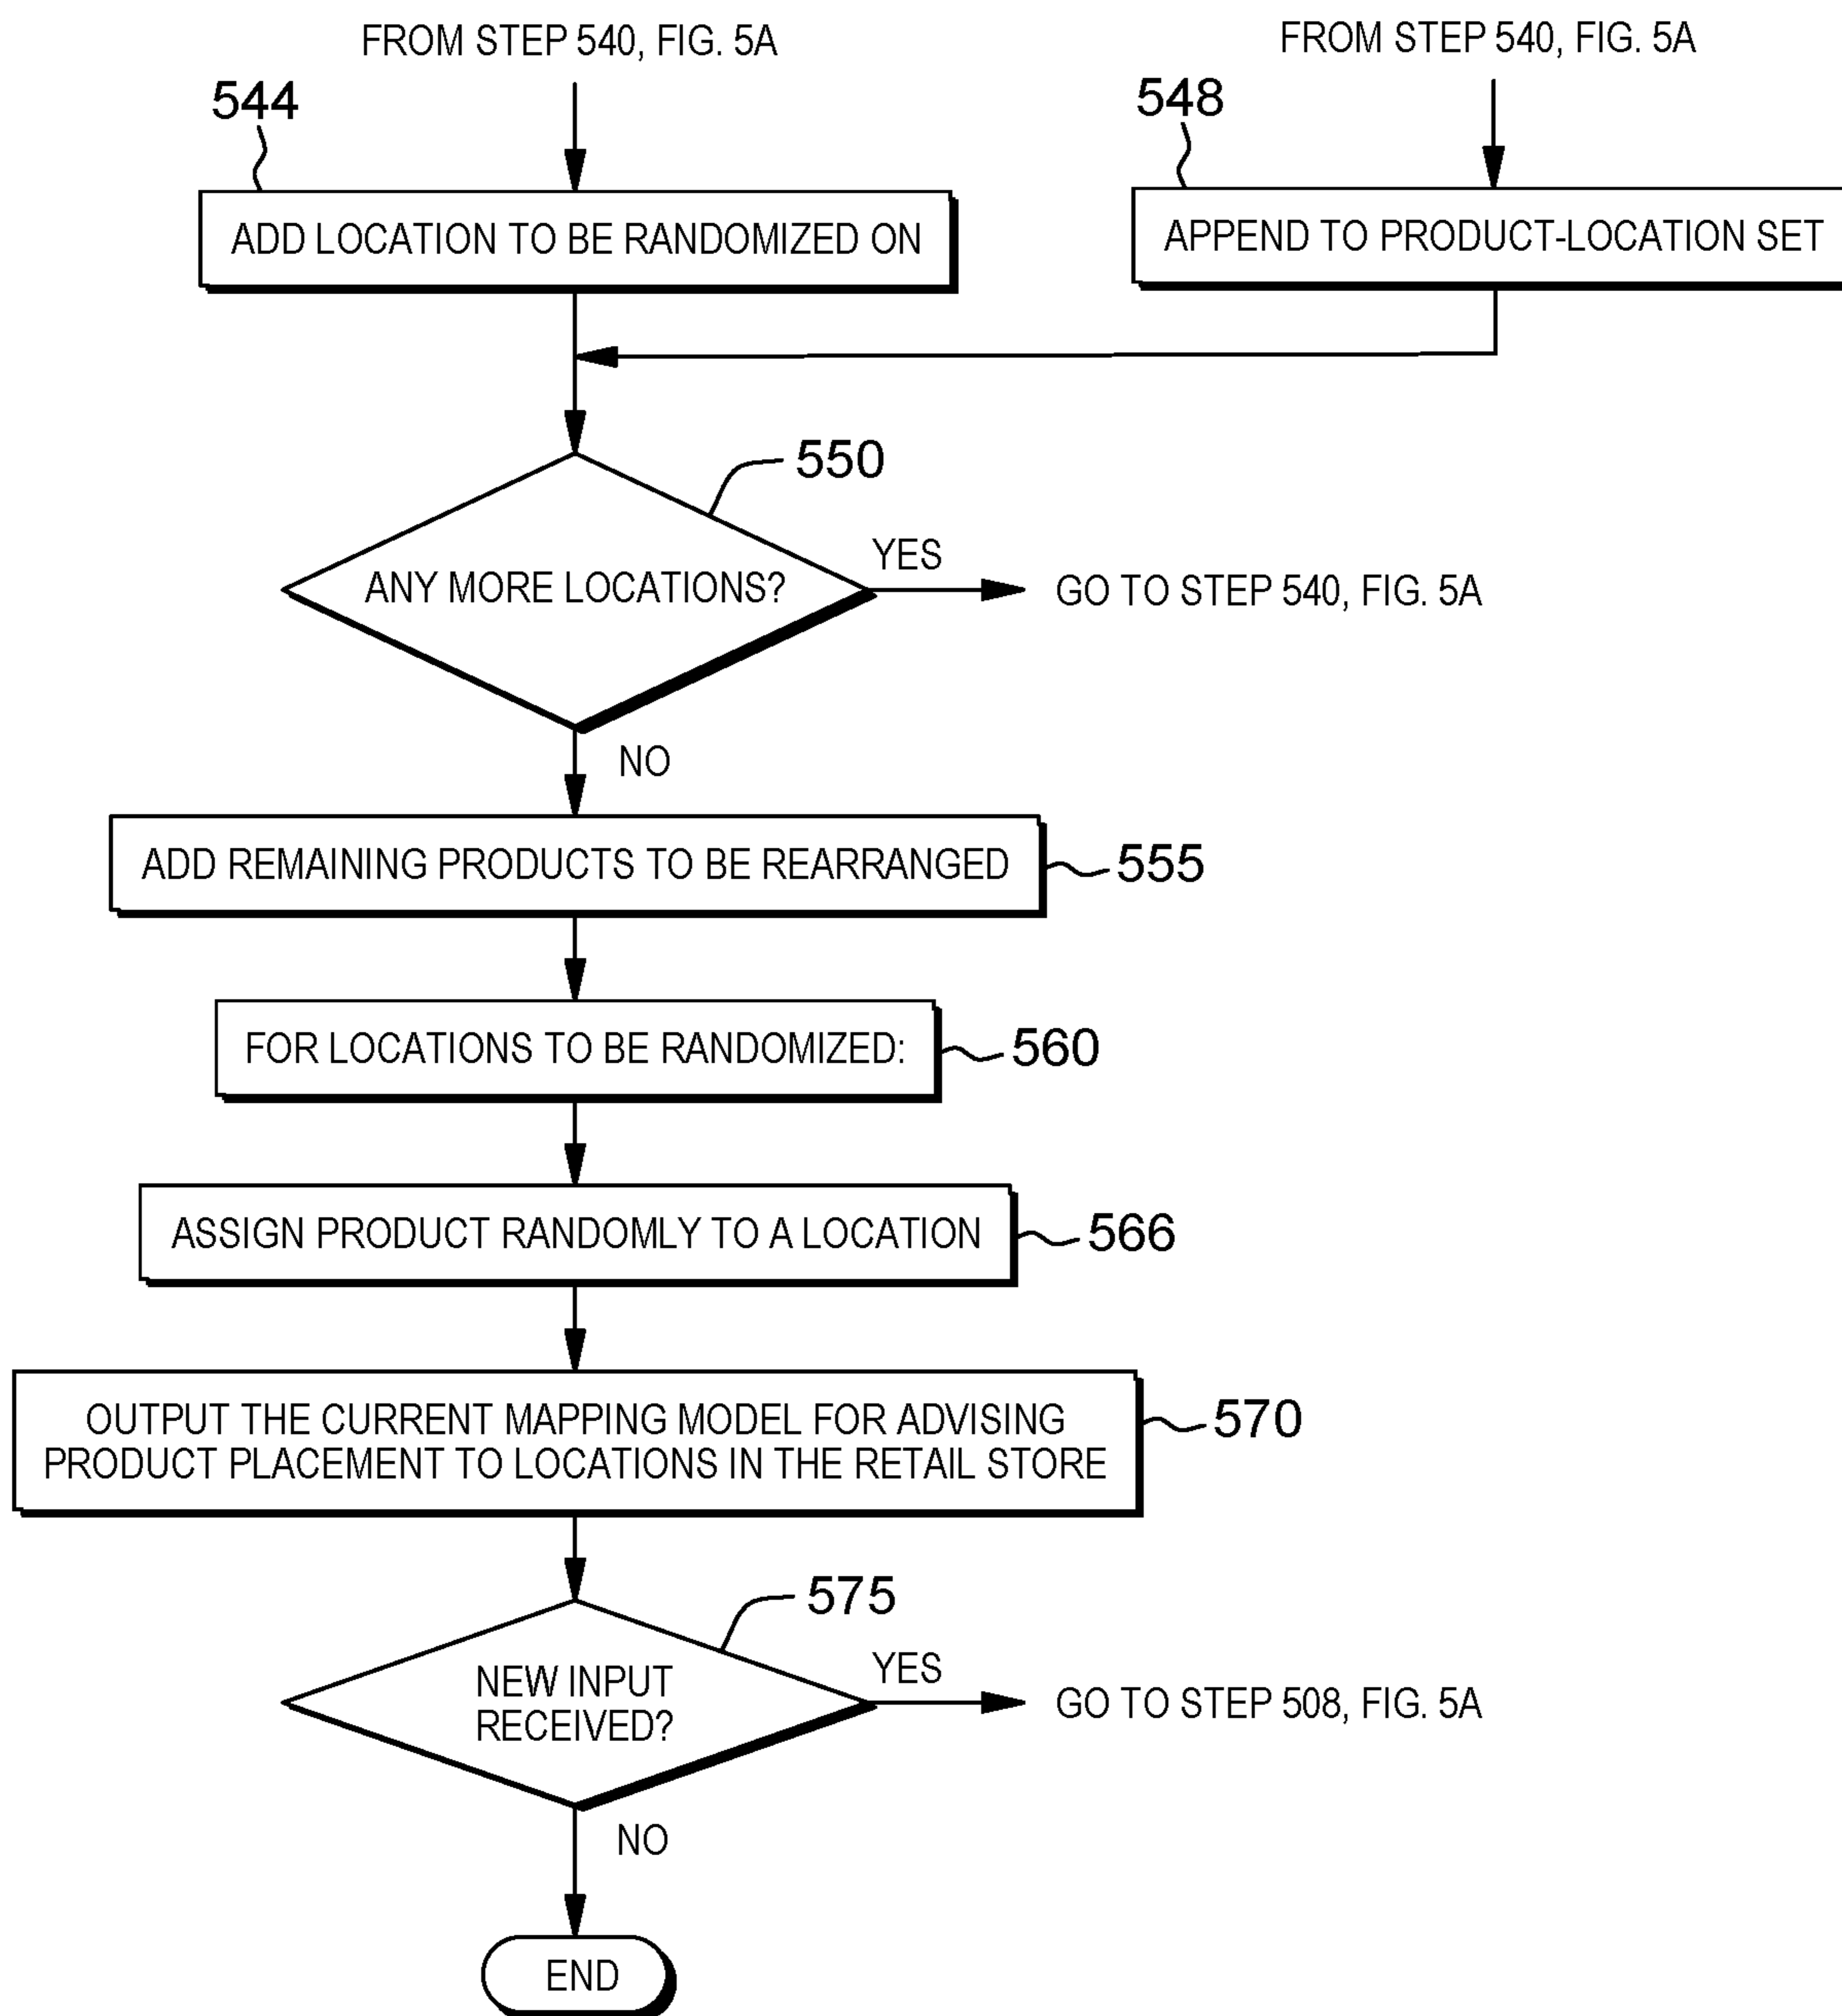 FROM STEP 540, FIG. 5A
FROM STEP 540, FIG. 5A
544
548
ADD LOCATION TO BE RANDOMIZED ON
APPEND TO PRODUCT-LOCATION SET
550
ANY MORE LOCATIONS?
YES
GO TO STEP 540, FIG. 5A
NO
ADD REMAINING PRODUCTS TO BE REARRANGED
555
FOR LOCATIONS TO BE RANDOMIZED:
560
ASSIGN PRODUCT RANDOMLY TO A LOCATION
566
OUTPUT THE CURRENT MAPPING MODEL FOR ADVISING
PRODUCT PLACEMENT TO LOCATIONS IN THE RETAIL STORE
570
575
NEW INPUT
RECEIVED?
YES
GO TO STEP 508, FIG. 5A
NO
END